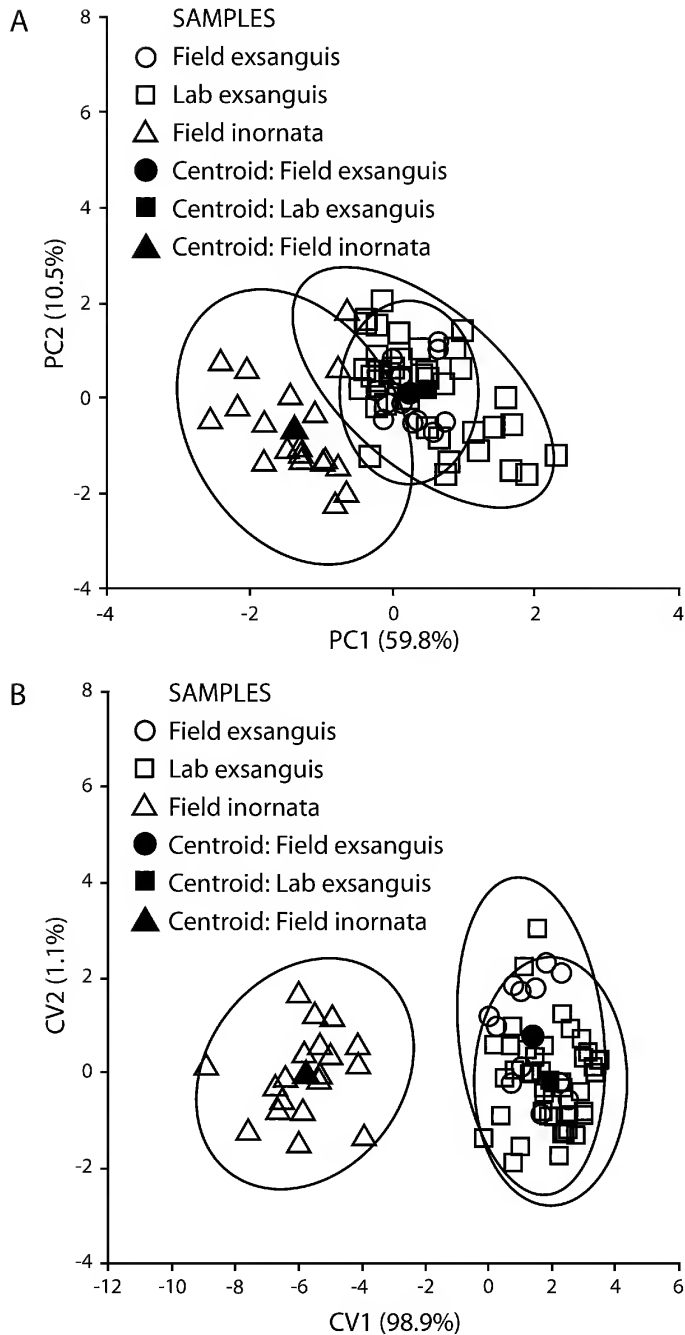 A
SAMPLES
Field exsanguis
Lab exsanguis
Field inornata
Centroid: Field exsanguis
Centroid: Lab exsanguis
Centroid: Field inornata
8
6
4
2
0
-2
-4
PC2 (10.5%)
-4 -2 0 2 4
PC1 (59.8%)
B
SAMPLES
Field exsanguis
Lab exsanguis
Field inornata
Centroid: Field exsanguis
Centroid: Lab exsanguis
Centroid: Field inornata
8
6
4
2
0
-2
-4
CV2 (1.1%)
-12 -10 -8 -6 -4 -2 0 2 4 6
CV1 (98.9%)